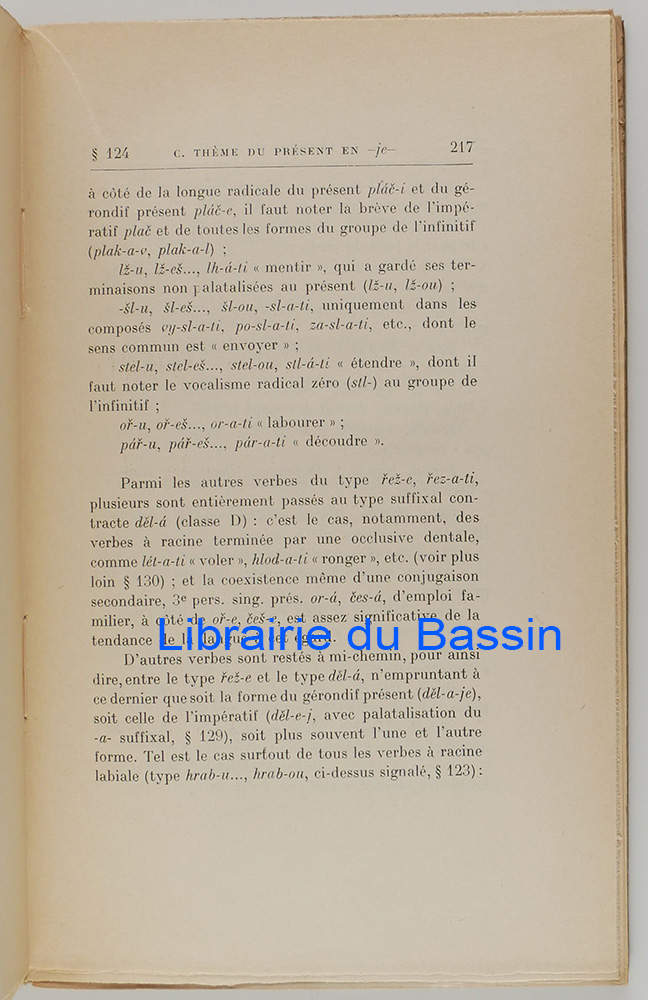 § 124 C. THÈME DU PRÉSENT EN -je- 217
à côté de la longue radicale du présent pláč-i et du gé-
rondif présent pláč-e, il faut noter la brève de l'impé-
ratif plač et de toutes les formes du groupe de l'infinitif
(plak-a-v, plak-a-l) ;
lž-u, lž-eš..., lh-á-ti « mentir », qui a gardé ses ter-
minaisons non palatalisées au présent (lž-u, lž-ou) ;
-šl-u, šl-eš..., šl-ou, -sl-a-ti, uniquement dans les
composés vy-sl-a-ti, po-sl-a-ti, za-sl-a-ti, etc., dont le
sens commun est « envoyer » ;
stel-u, stel-eš..., stel-ou, stl-á-ti « étendre », dont il
faut noter le vocalisme radical zéro (stl-) au groupe de
l'infinitif ;
oř-u, oř-eš..., or-a-ti « labourer » ;
pář-u, pář-eš..., pár-a-ti « découdre ».
Parmi les autres verbes du type řež-e, řez-a-ti,
plusieurs sont entièrement passés au type suffixal con-
tracte děl-á (classe D) : c'est le cas, notamment, des
verbes à racine terminée par une occlusive dentale,
comme lét-a-ti « voler », hlod-a-ti « ronger », etc. (voir plus
loin § 130) ; et la coexistence même d'une conjugaison
secondaire, 3e pers. sing. prés. or-á, čes-á, d'emploi fa-
milier, à côté de oř-e, češ-e, est assez significative de la
tendance de la langue à cet égard.
Librairie du Bassin
D'autres verbes sont restés à mi-chemin, pour ainsi
dire, entre le type řež-e et le type děl-á, n'empruntant à
ce dernier que soit la forme du gérondif présent (děl-a-je),
soit celle de l'impératif (děl-e-j, avec palatalisation du
-a- suffixal, § 129), soit plus souvent l'une et l'autre
forme. Tel est le cas surtout de tous les verbes à racine
labiale (type hrab-u..., hrab-ou, ci-dessus signalé, § 123) :